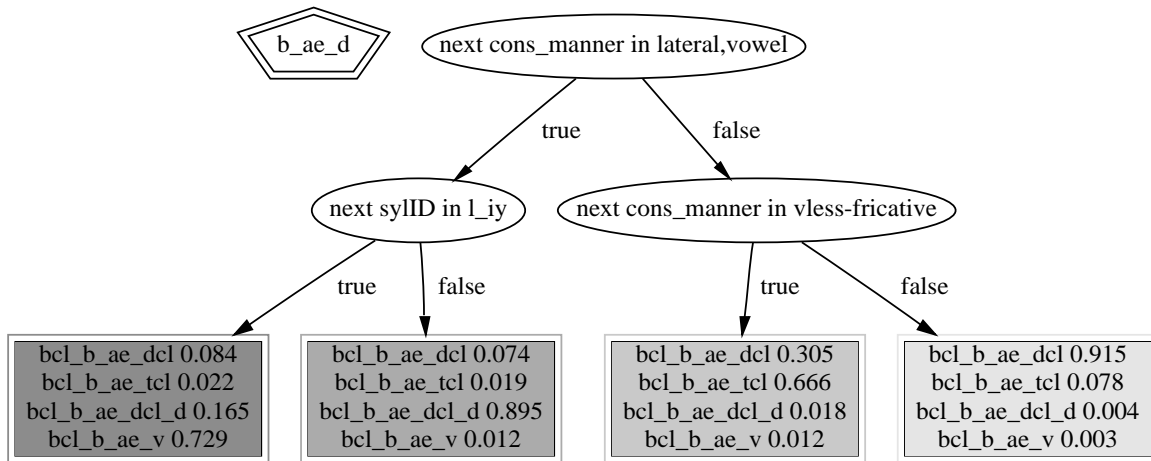 b_ae_d
next cons_manner in lateral,vowel
true
false
next sylID in l_iy
next cons_manner in vless-fricative
true
false
true
false
bcl_b_ae_dcl 0.084
bcl_b_ae_tcl 0.022
bcl_b_ae_dcl_d 0.165
bcl_b_ae_v 0.729
bcl_b_ae_dcl 0.074
bcl_b_ae_tcl 0.019
bcl_b_ae_dcl_d 0.895
bcl_b_ae_v 0.012
bcl_b_ae_dcl 0.305
bcl_b_ae_tcl 0.666
bcl_b_ae_dcl_d 0.018
bcl_b_ae_v 0.012
bcl_b_ae_dcl 0.915
bcl_b_ae_tcl 0.078
bcl_b_ae_dcl_d 0.004
bcl_b_ae_v 0.003